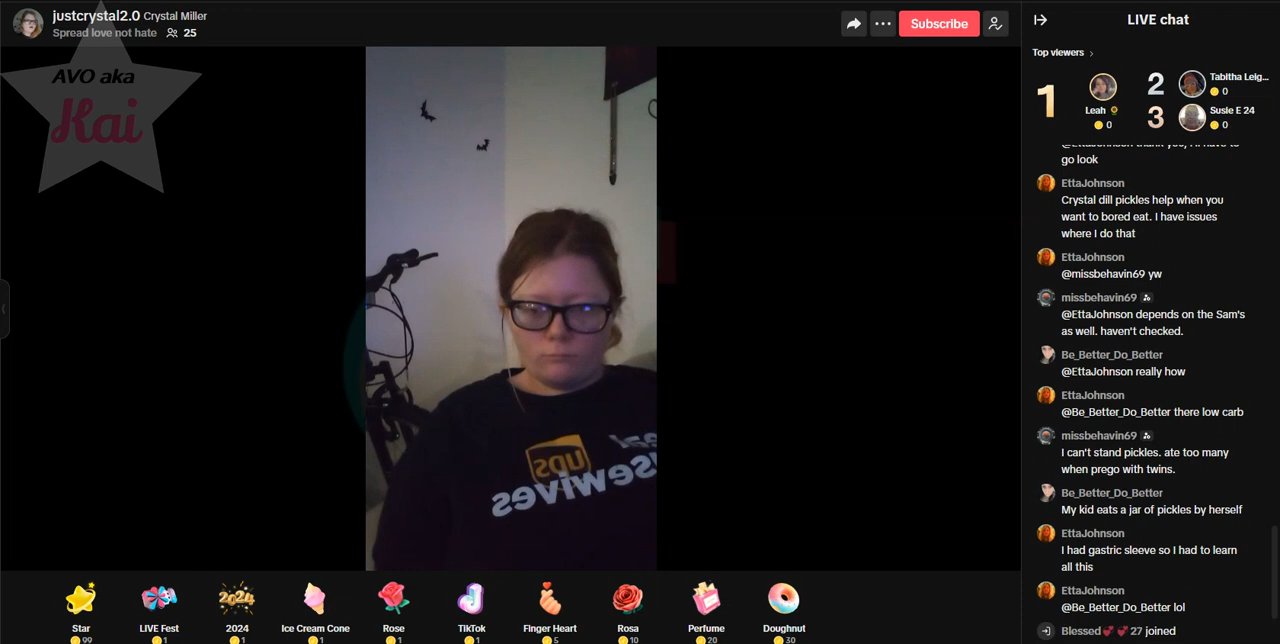 justcrystal2.0 Crystal Miller
Spread love not hate 25
Subscribe
AVO aka
Kai
ups
sewives
LIVE chat
Top viewers
1
Leah
0
2
Tabitha Leig...
0
3
Susie E 24
0
go look
EttaJohnson
Crystal dill pickles help when you
want to bored eat. I have issues
where I do that
EttaJohnson
@missbehavin69 yw
missbehavin69
@EttaJohnson depends on the Sam's
as well. haven't checked.
Be_Better_Do_Better
@EttaJohnson really how
EttaJohnson
@Be_Better_Do_Better there low carb
missbehavin69
I can't stand pickles. ate too many
when prego with twins.
Be_Better_Do_Better
My kid eats a jar of pickles by herself
EttaJohnson
I had gastric sleeve so I had to learn
all this
EttaJohnson
@Be_Better_Do_Better lol
Blessed💕💕27 joined
2024
Star
LIVE Fest
2024
Ice Cream Cone
Rose
TikTok
Finger Heart
Rosa
Perfume
Doughnut
99
1
1
1
1
1
5
10
20
30